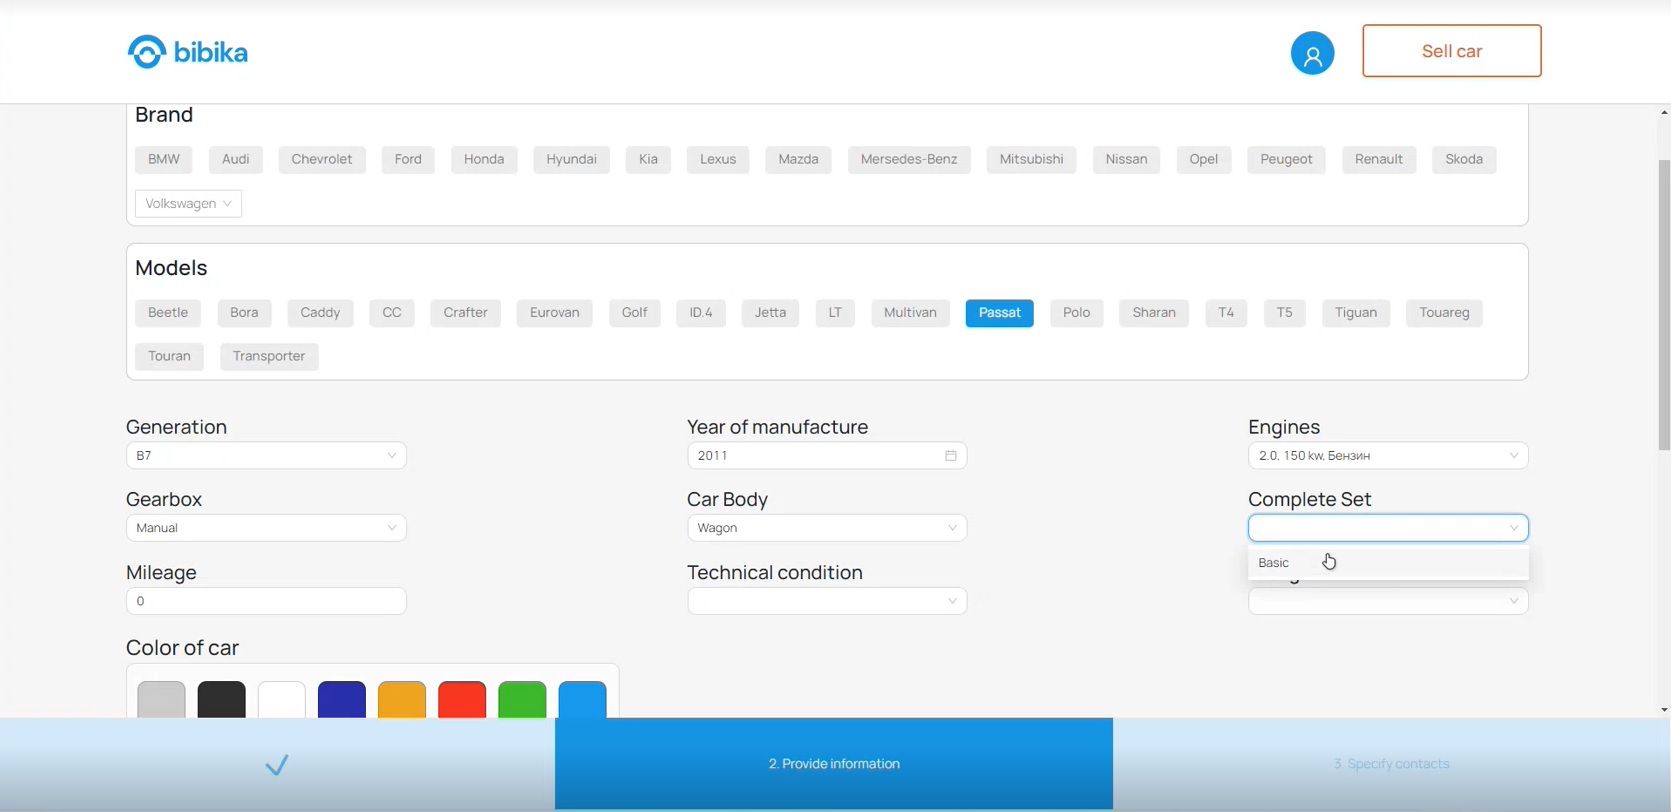 bibika
Sell car
Brand
BMW Audi Chevrolet Ford Honda Hyundai Kia Lexus Mazda Mersedes-Benz Mitsubishi Nissan Opel Peugeot Renault Skoda
Volkswagen
Models
Beetle Bora Caddy CC Crafter Eurovan Golf ID.4 Jetta LT Multivan Passat Polo Sharan T4 T5 Tiguan Touareg
Touran Transporter
Generation Year of manufacture Engines
B7 2011 2.0, 150 kw, Бензин
Gearbox Car Body Complete Set
Manual Wagon
Basic
Mileage Technical condition
0
Color of car
2. Provide information 3. Specify contacts